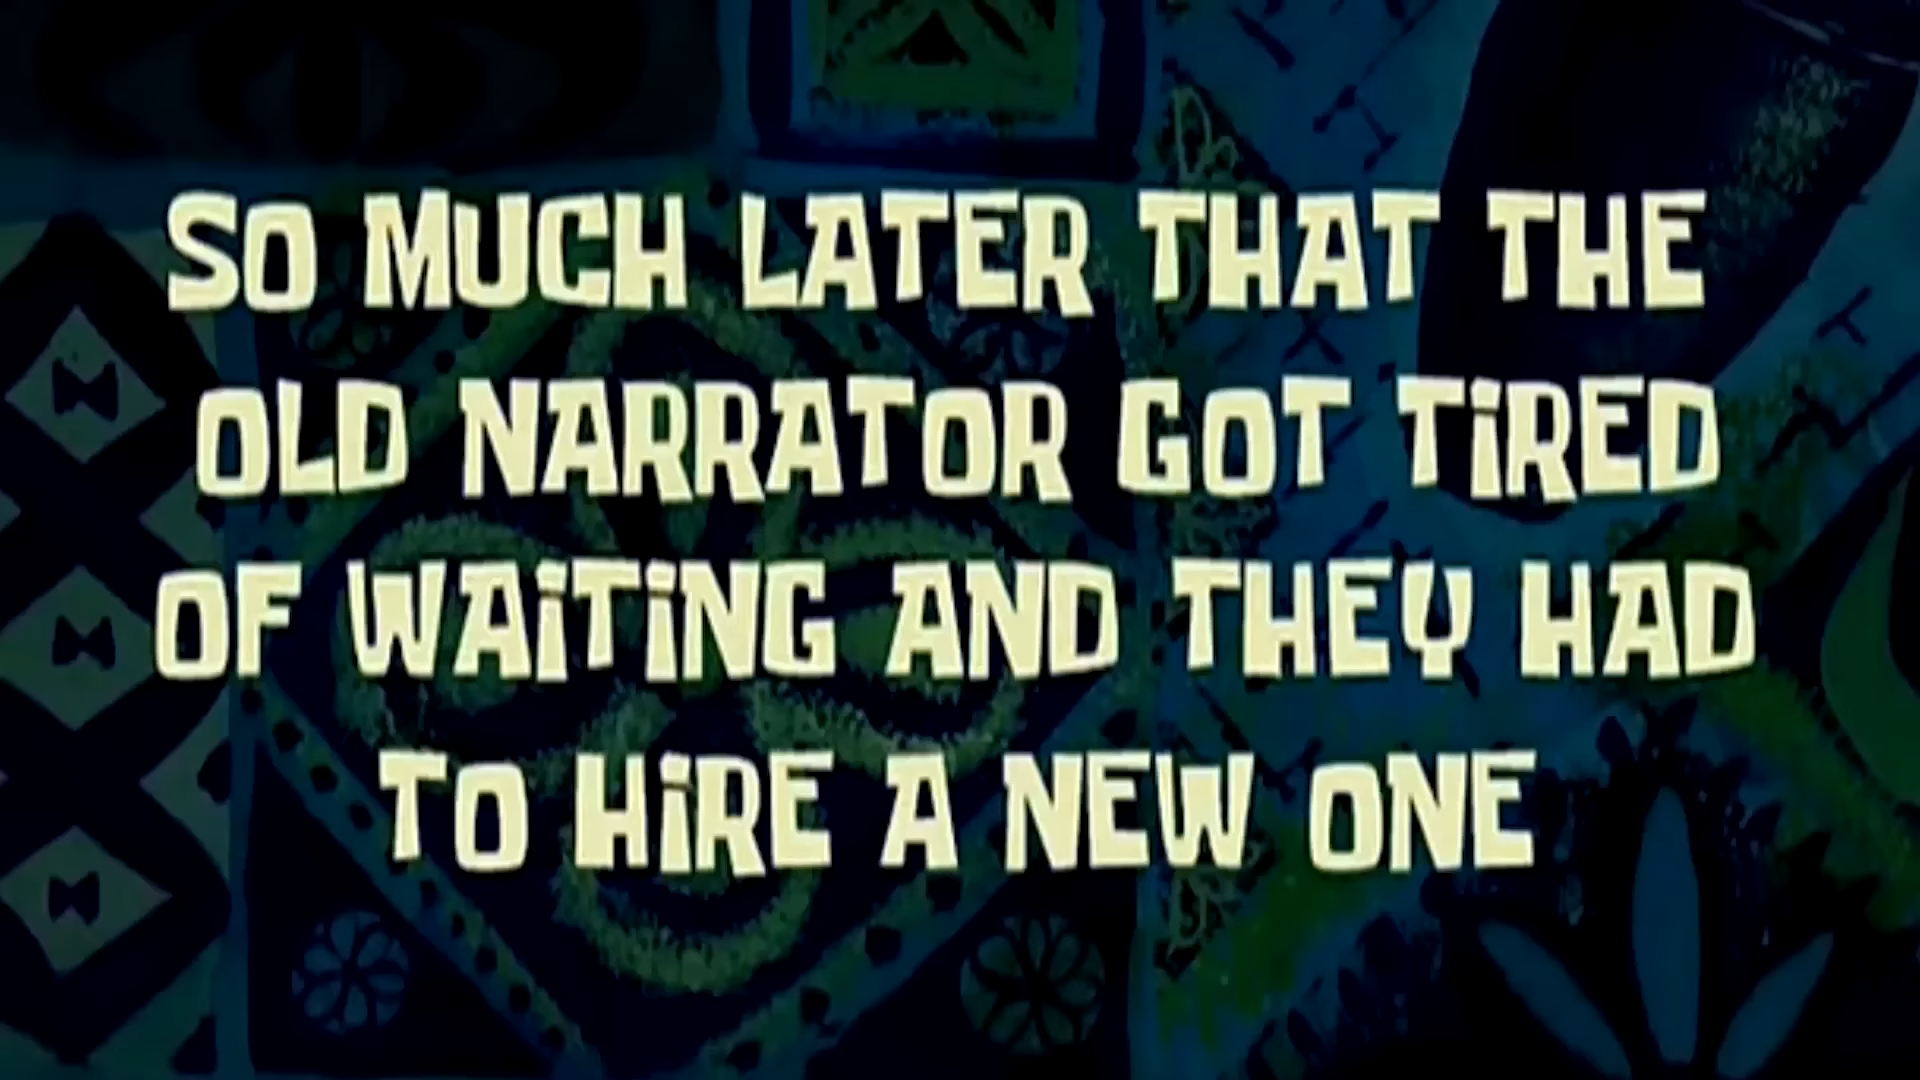 SO MUCH LATER THAT THE
OLD NARRATOR GOT TiRED
OF WAiTiNG AND THEY HAD
TO HiRE A NEW ONE